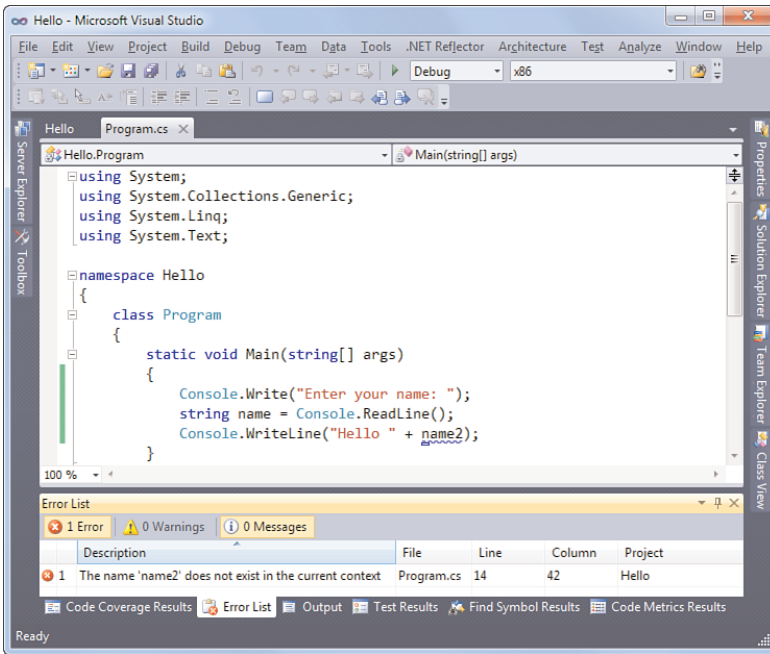 Hello - Microsoft Visual Studio
File Edit View Project Build Debug Team Data Tools .NET Reflector Architecture Test Analyze Window Help
Debug x86
Hello Program.cs
Hello.Program Main(string[] args)
Server Explorer
Toolbox
using System;
using System.Collections.Generic;
using System.Linq;
using System.Text;
namespace Hello
{
class Program
{
static void Main(string[] args)
{
Console.Write("Enter your name: ");
string name = Console.ReadLine();
Console.WriteLine("Hello " + name2);
}
100 %
Properties
Solution Explorer
Team Explorer
Class View
Error List
1 Error 0 Warnings 0 Messages
Description File Line Column Project
1 The name 'name2' does not exist in the current context Program.cs 14 42 Hello
Code Coverage Results Error List Output Test Results Find Symbol Results Code Metrics Results
Ready